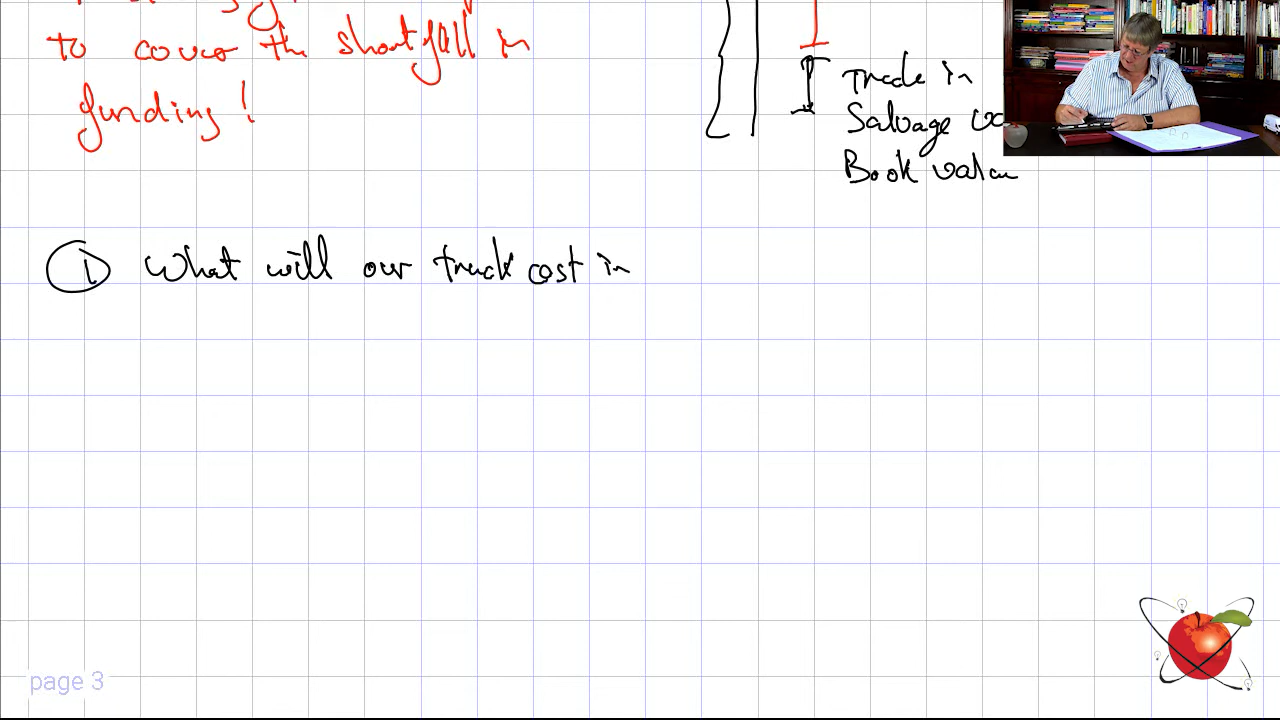 to cover the shortfall in
funding!
Trade in
Salvage
Book value
① What will our truck cost in
page 3